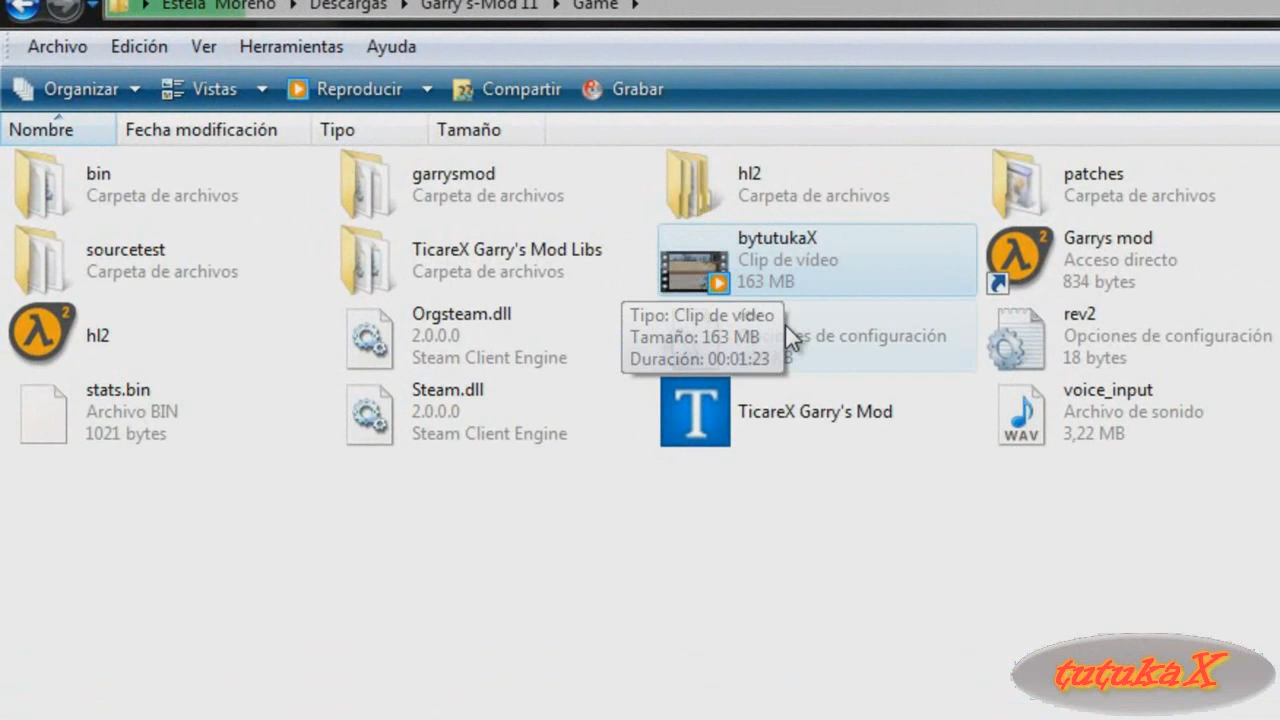 Estela Moreno Descargas Garry's-Mod 11 Game
Archivo Edición Ver Herramientas Ayuda
Organizar Vistas Reproducir Compartir Grabar
Nombre Fecha modificación Tipo Tamaño
bin
Carpeta de archivos
garrysmod
Carpeta de archivos
hl2
Carpeta de archivos
patches
Carpeta de archivos
sourcetest
Carpeta de archivos
TicareX Garry's Mod Libs
Carpeta de archivos
bytutukaX
Clip de vídeo
163 MB
Garrys mod
Acceso directo
834 bytes
hl2
Orgsteam.dll
2.0.0.0
Steam Client Engine
Tipo: Clip de vídeo
Tamaño: 163 MB
Duración: 00:01:23
de configuración
rev2
Opciones de configuración
18 bytes
stats.bin
Archivo BIN
1021 bytes
Steam.dll
2.0.0.0
Steam Client Engine
T
TicareX Garry's Mod
WAV
voice_input
Archivo de sonido
3,22 MB
tutukaX